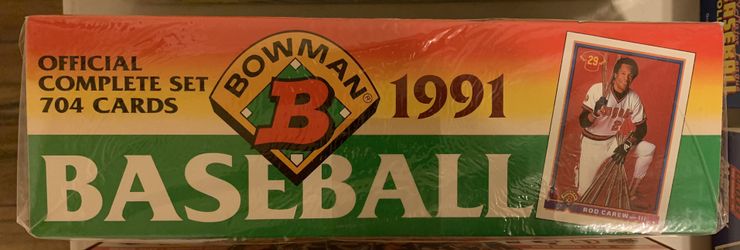 OFFICIAL
COMPLETE SET
704 CARDS
BOWMAN®
B
1991
BASEBALL
29
ROD CAREW